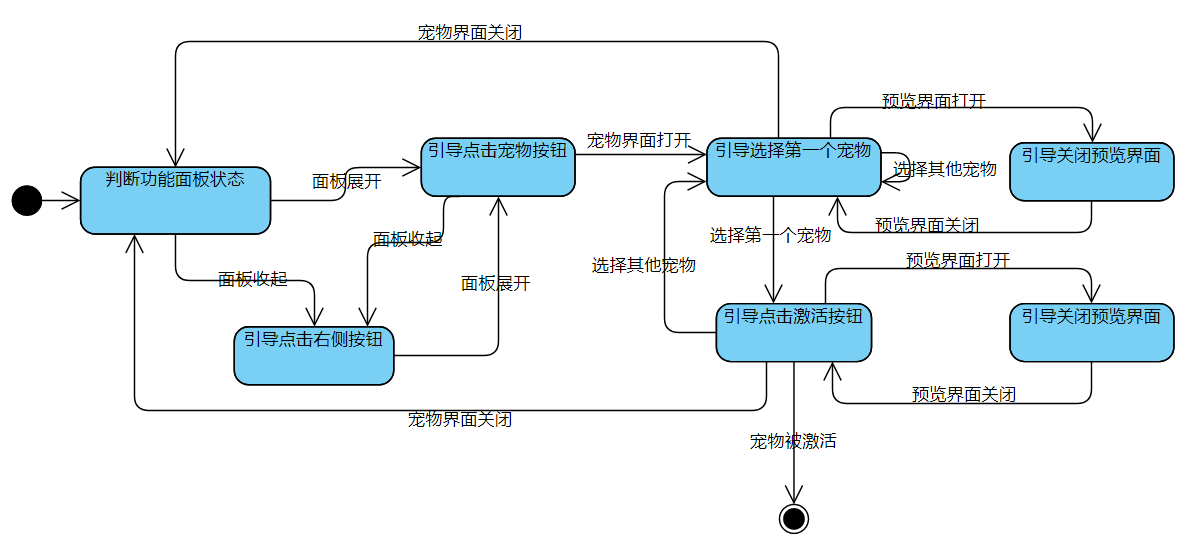 宠物界面关闭
预览界面打开
宠物界面打开
引导点击宠物按钮
引导选择第一个宠物
引导关闭预览界面
选择其他宠物
判断功能面板状态
面板展开
预览界面关闭
面板收起
选择第一个宠物
选择其他宠物
预览界面打开
面板收起
面板展开
引导点击激活按钮
引导关闭预览界面
引导点击右侧按钮
预览界面关闭
宠物界面关闭
宠物被激活